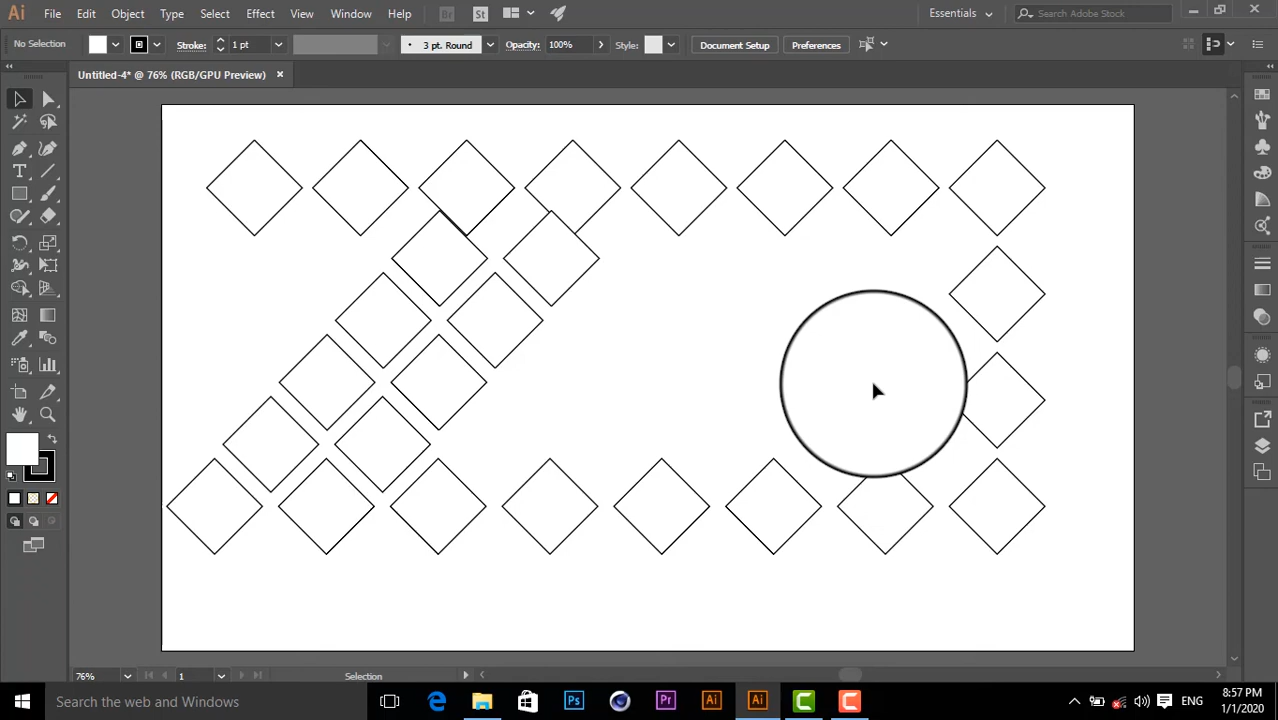 Ai File Edit Object Type Select Effect View Window Help Br St Essentials Search Adobe Stock
No Selection Stroke: 1 pt 3 pt. Round Opacity: 100% Style: Document Setup Preferences
Untitled-4* @ 76% (RGB/GPU Preview)
76% 1 Selection
Search the web and Windows Ps Pr Ai Ai ENG 8:57 PM
1/1/2020